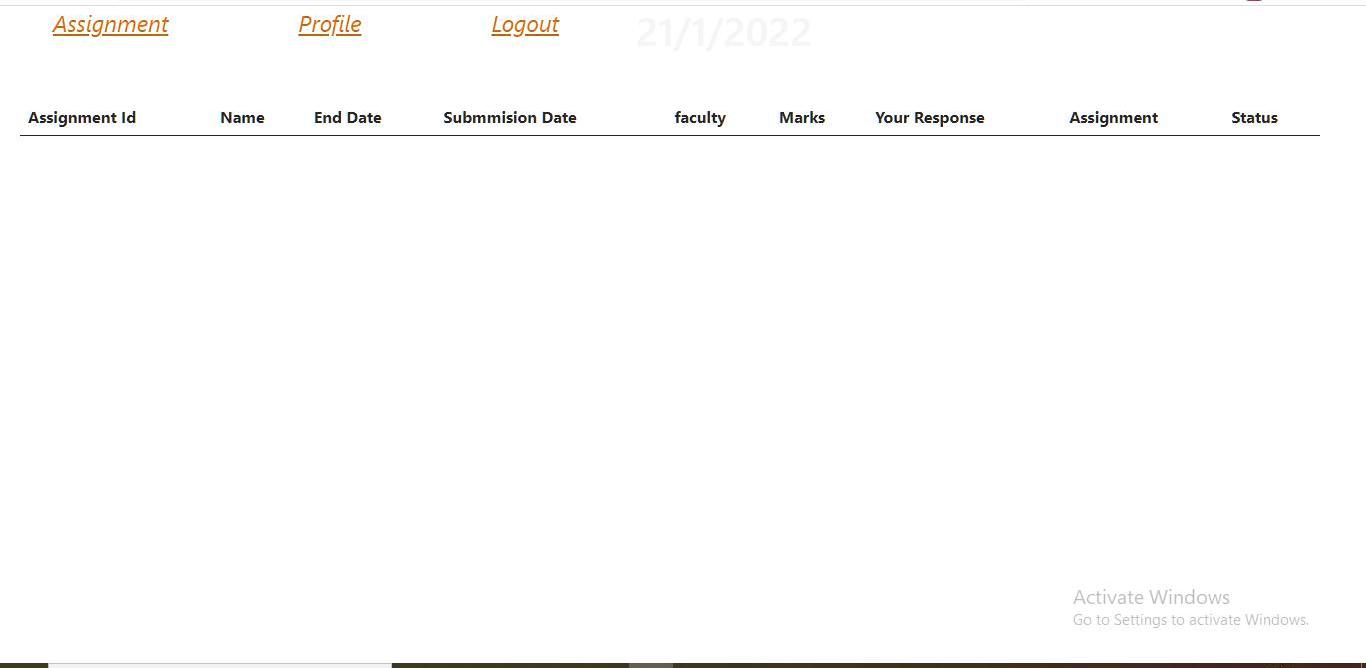 Assignment Profile Logout 21/1/2022
Assignment Id Name End Date Submmision Date faculty Marks Your Response Assignment Status
Activate Windows
Go to Settings to activate Windows.